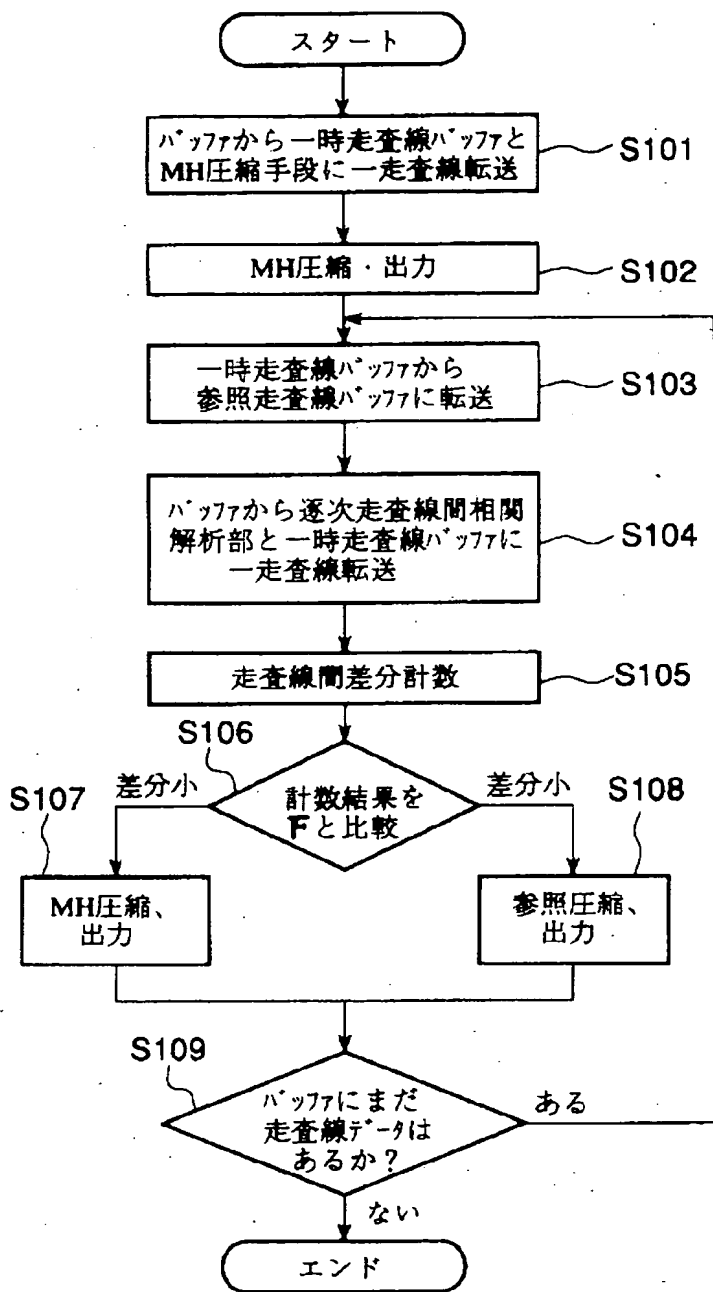 スタート
バッファから一時走査線バッファと
MH圧縮手段に一走査線転送
S101
MH圧縮・出力
S102
一時走査線バッファから
参照走査線バッファに転送
S103
バッファから逐次走査線間相関
解析部と一時走査線バッファに
一走査線転送
S104
走査線間差分計数
S105
S106
計数結果を
Fと比較
差分小
差分小
S107
MH圧縮、
出力
S108
参照圧縮、
出力
S109
バッファにまだ
走査線データは
あるか?
ある
ない
エンド